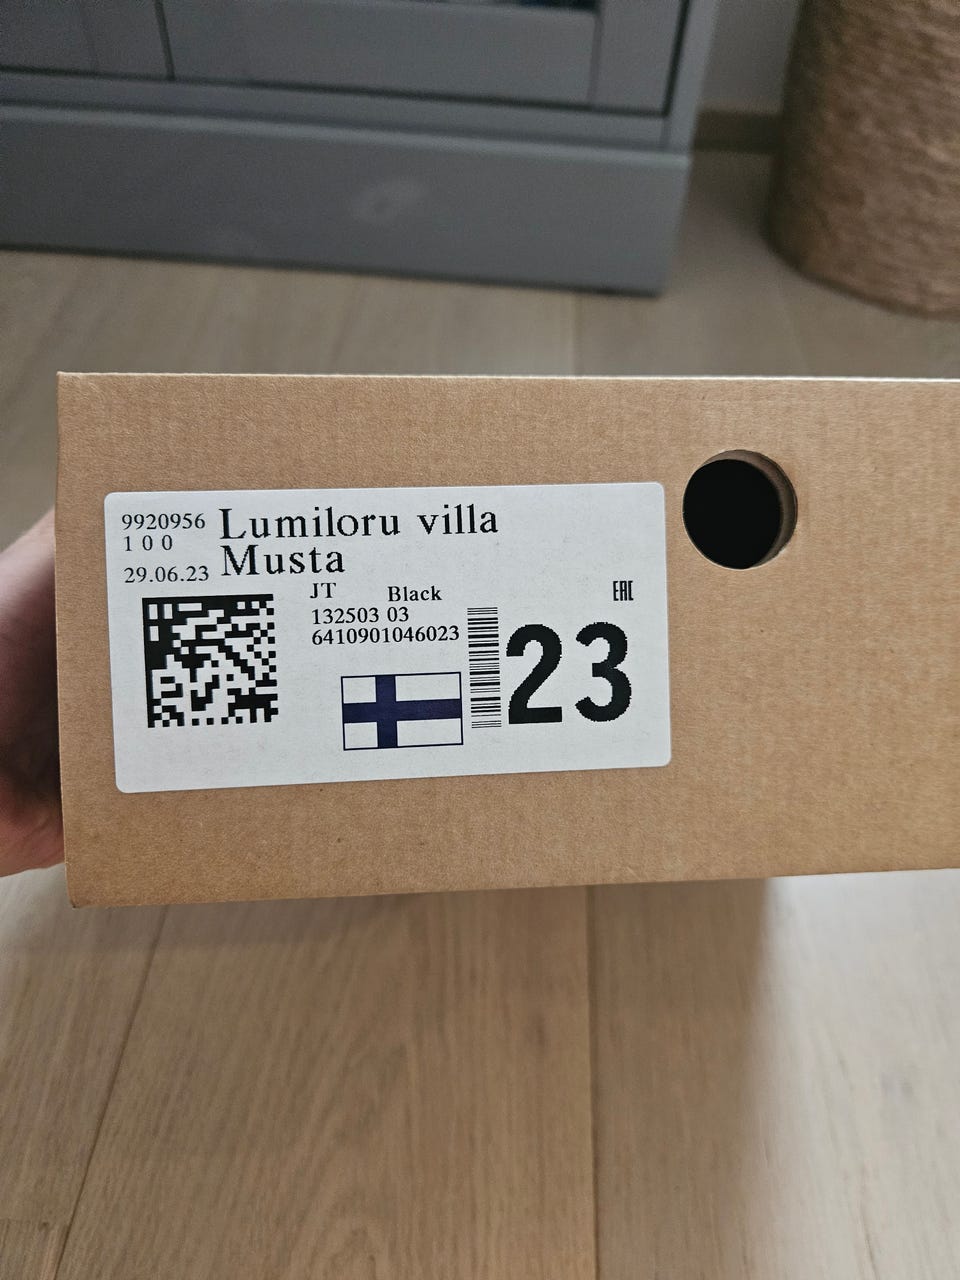 9920956
1 0 0
29.06.23
Lumiloru villa
Musta
JT Black
132503 03
6410901046023
EAC
23